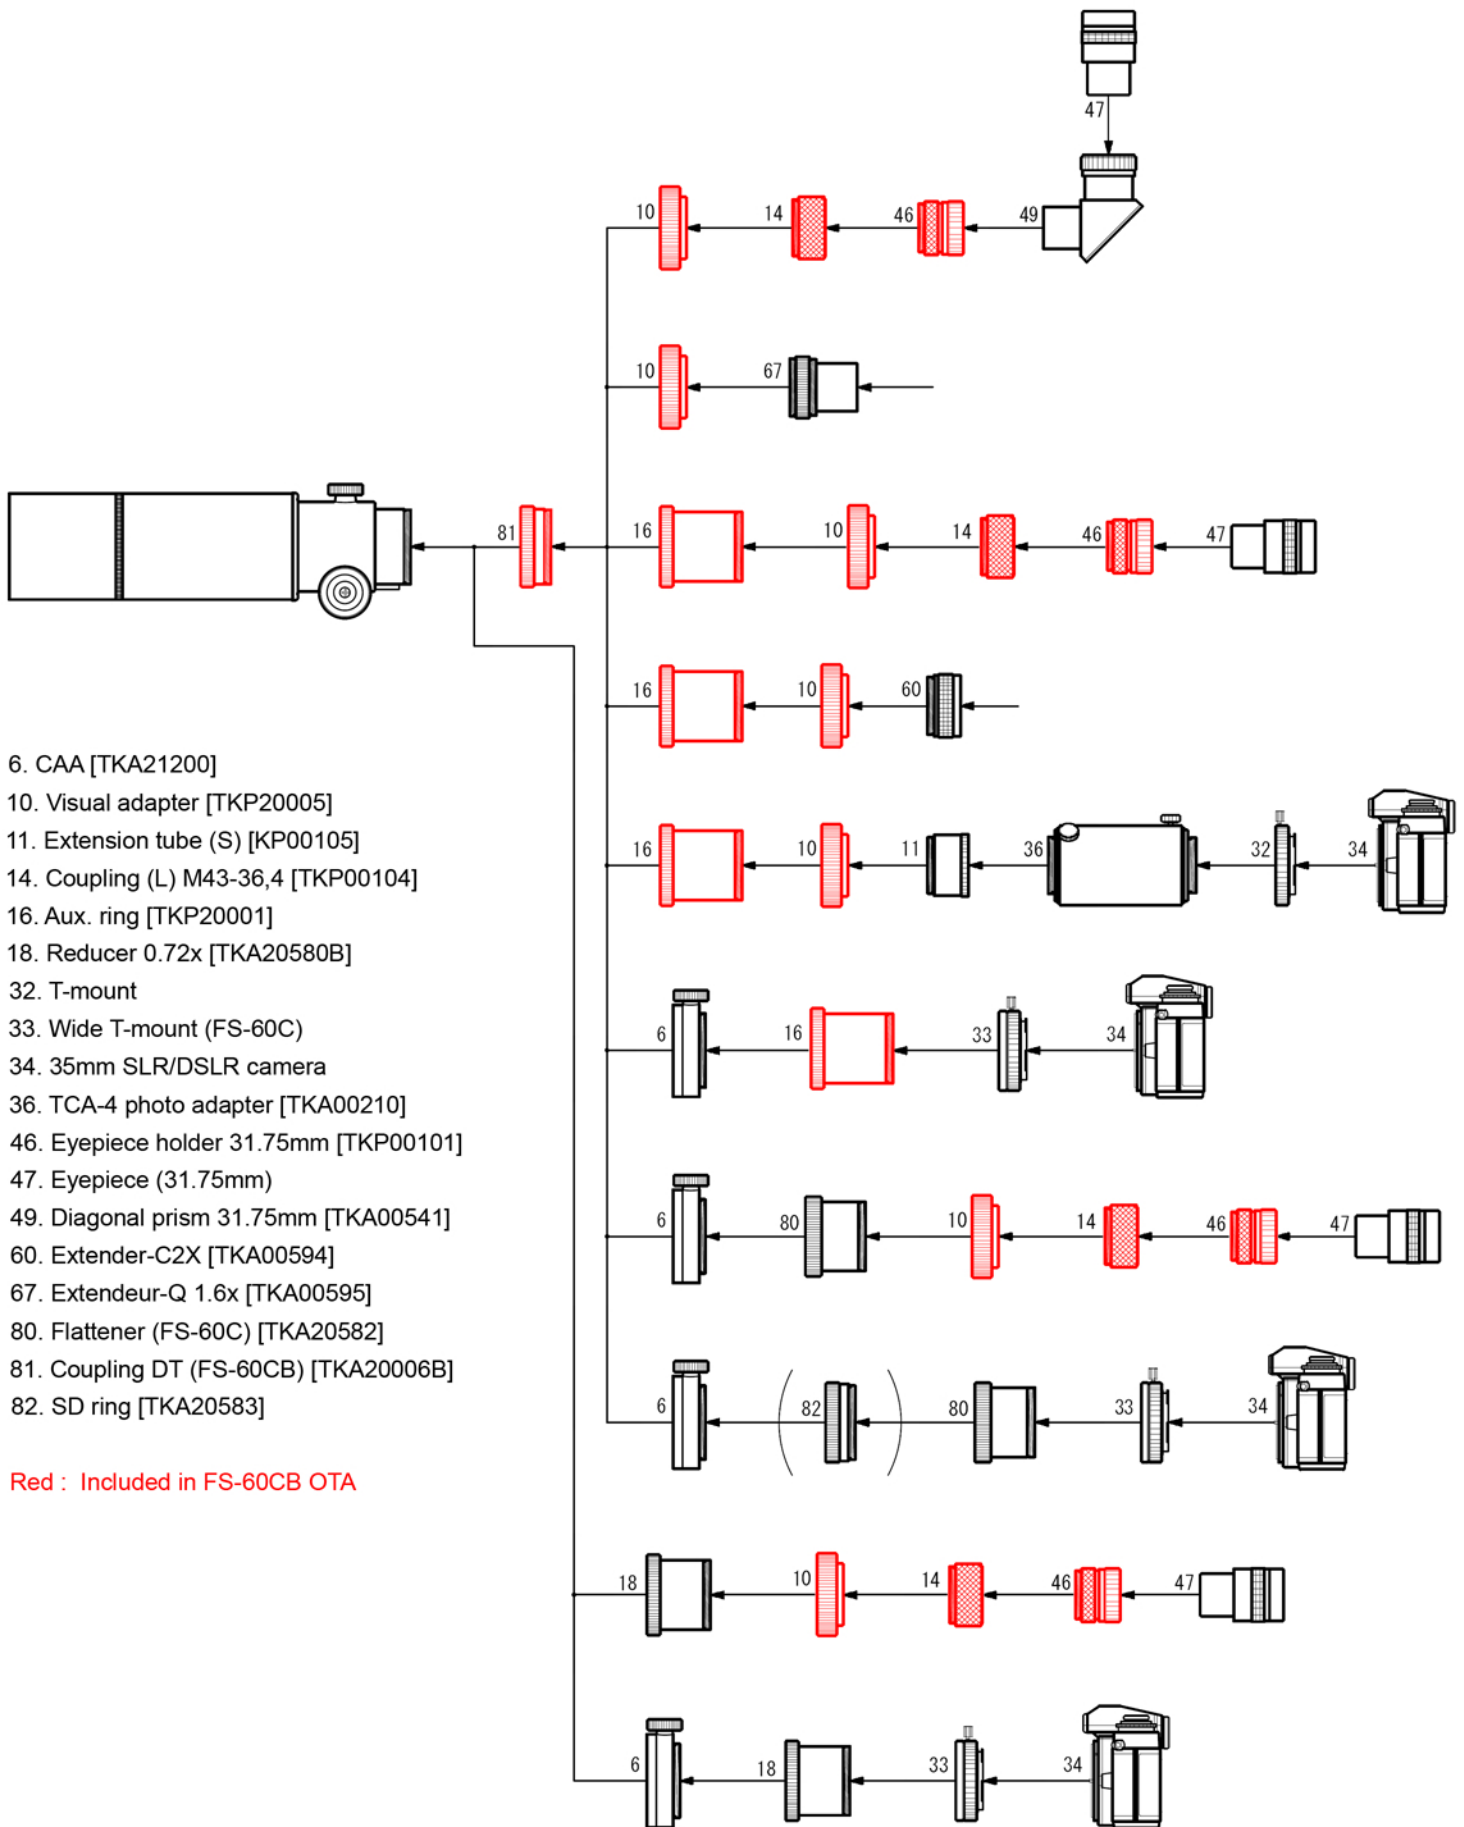 47
10 14 46 49
10 67
81 16 10 14 46 47
16 10 60
16 10 11 36 32 34
6 16 33 34
6 80 10 14 46 47
6 82 80 33 34
18 10 14 46 47
6 18 33 34
6. CAA [TKA21200]
10. Visual adapter [TKP20005]
11. Extension tube (S) [KP00105]
14. Coupling (L) M43-36,4 [TKP00104]
16. Aux. ring [TKP20001]
18. Reducer 0.72x [TKA20580B]
32. T-mount
33. Wide T-mount (FS-60C)
34. 35mm SLR/DSLR camera
36. TCA-4 photo adapter [TKA00210]
46. Eyepiece holder 31.75mm [TKP00101]
47. Eyepiece (31.75mm)
49. Diagonal prism 31.75mm [TKA00541]
60. Extender-C2X [TKA00594]
67. Extendeur-Q 1.6x [TKA00595]
80. Flattener (FS-60C) [TKA20582]
81. Coupling DT (FS-60CB) [TKA20006B]
82. SD ring [TKA20583]
Red : Included in FS-60CB OTA